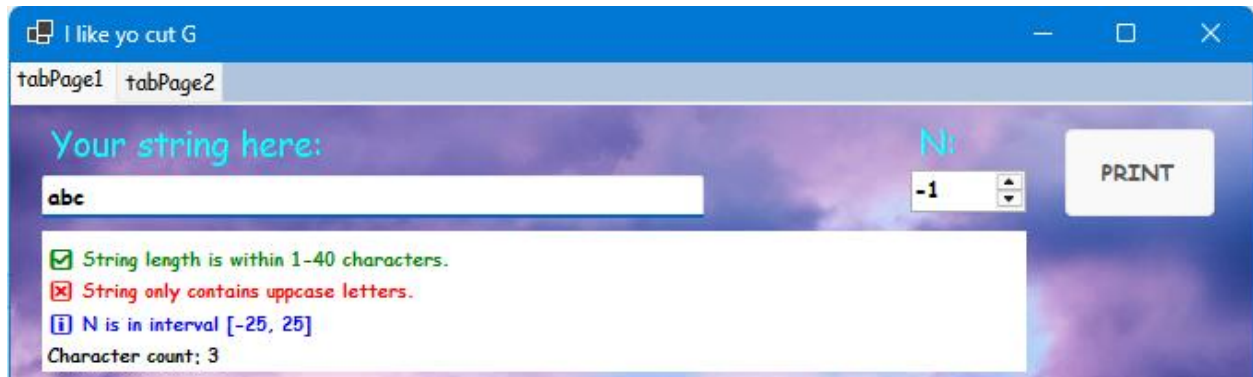 I like yo cut G
tabPage1 tabPage2
Your string here: N:
PRINT
abc -1
String length is within 1-40 characters.
String only contains uppcase letters.
N is in interval [-25, 25]
Character count: 3